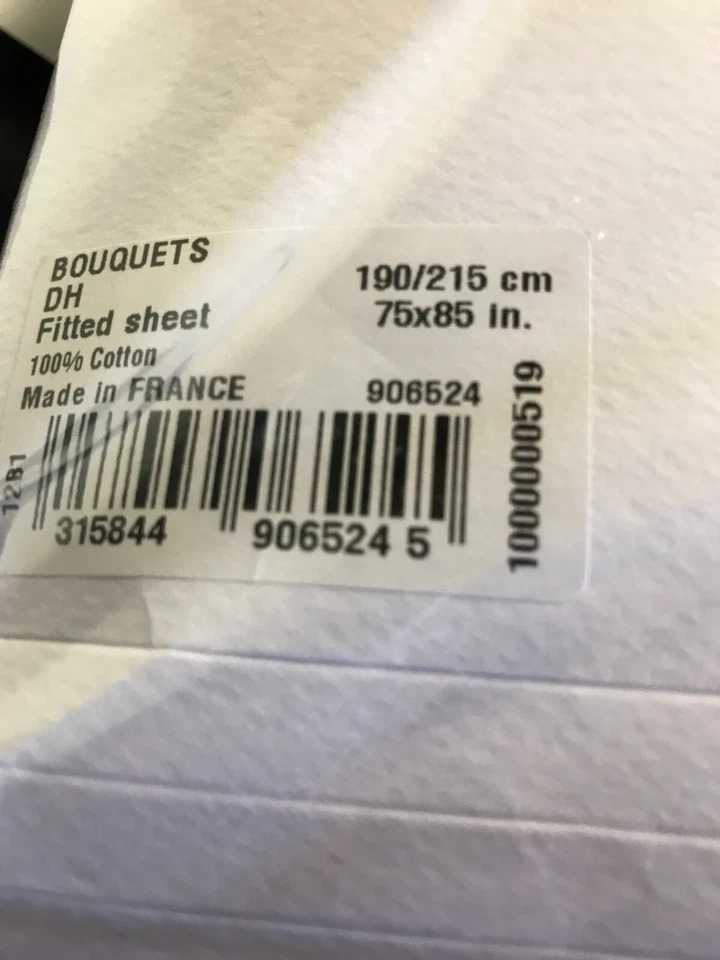 BOUQUETS
DH
Fitted sheet
100% Cotton
Made in FRANCE
190/215 cm
75x85 in.
906524
315844 906524 5
1000000519
12B1